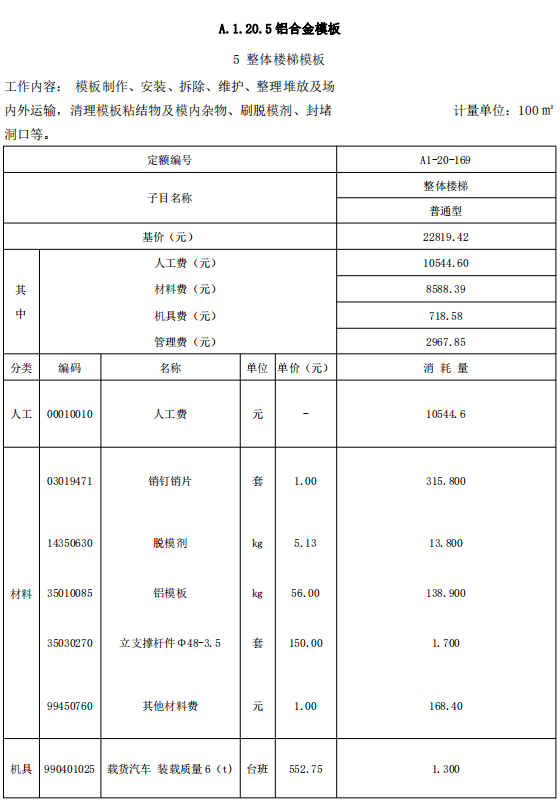 A.1.20.5铝合金模板
5 整体楼梯模板
工作内容： 模板制作、安装、拆除、维护、整理堆放及场
内外运输，清理模板粘结物及模内杂物、刷脱模剂、封堵 计量单位：100㎡
洞口等。
定额编号 A1-20-169
子目名称 整体楼梯
普通型
基价（元） 22819.42
其中 人工费（元） 10544.60
材料费（元） 8588.39
机具费（元） 718.58
管理费（元） 2967.85
分类 编码 名称 单位 单价（元） 消 耗 量
人工 00010010 人工费 元 - 10544.6
材料 03019471 销钉销片 套 1.00 315.800
14350630 脱模剂 kg 5.13 13.800
35010085 铝模板 kg 56.00 138.900
35030270 立支撑杆件Φ48-3.5 套 150.00 1.700
99450760 其他材料费 元 1.00 168.40
机具 990401025 载货汽车 装载质量6（t） 台班 552.75 1.300